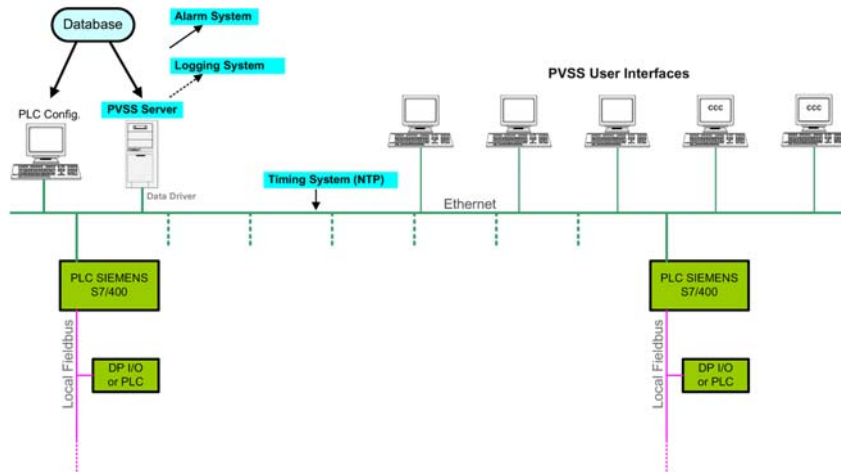 Database
Alarm System
Logging System
PVSS User Interfaces
PLC Config.
PVSS Server
CCC
CCC
Data Driver
Timing System (NTP)
Ethernet
PLC SIEMENS
S7/400
PLC SIEMENS
S7/400
Local Fieldbus
DP I/O
or PLC
Local Fieldbus
DP I/O
or PLC